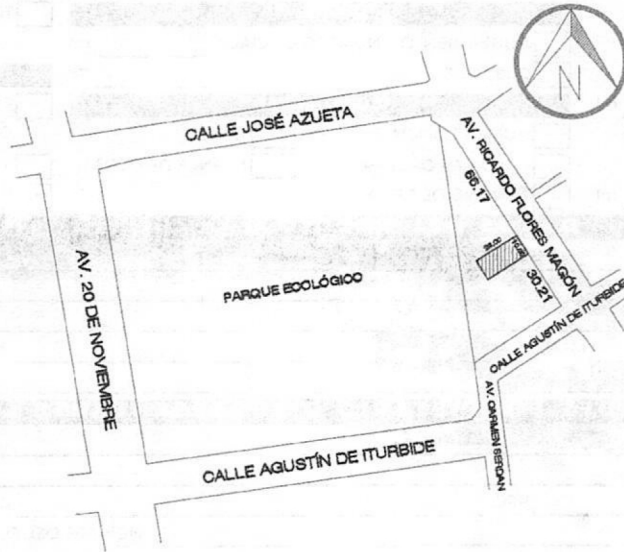 N
CALLE JOSÉ AZUETA
AV. RICARDO FLORES MAGÓN
66.17
30.21
PARQUE ECOLÓGICO
AV. 20 DE NOVIEMBRE
CALLE AGUSTÍN DE ITURBIDE
AV. CARMEN SERDAN
CALLE AGUSTÍN DE ITURBIDE